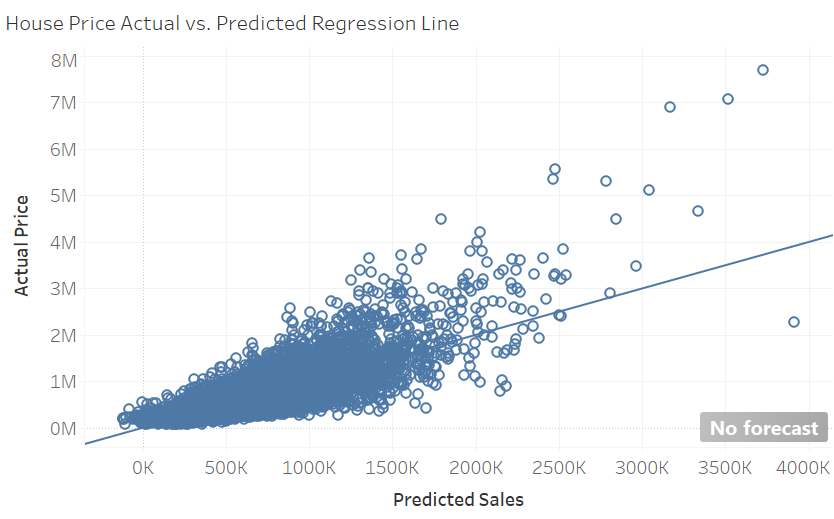 House Price Actual vs. Predicted Regression Line
8M
7M
6M
5M
4M
3M
2M
1M
0M
Actual Price
No forecast
0K 500K 1000K 1500K 2000K 2500K 3000K 3500K 4000K
Predicted Sales